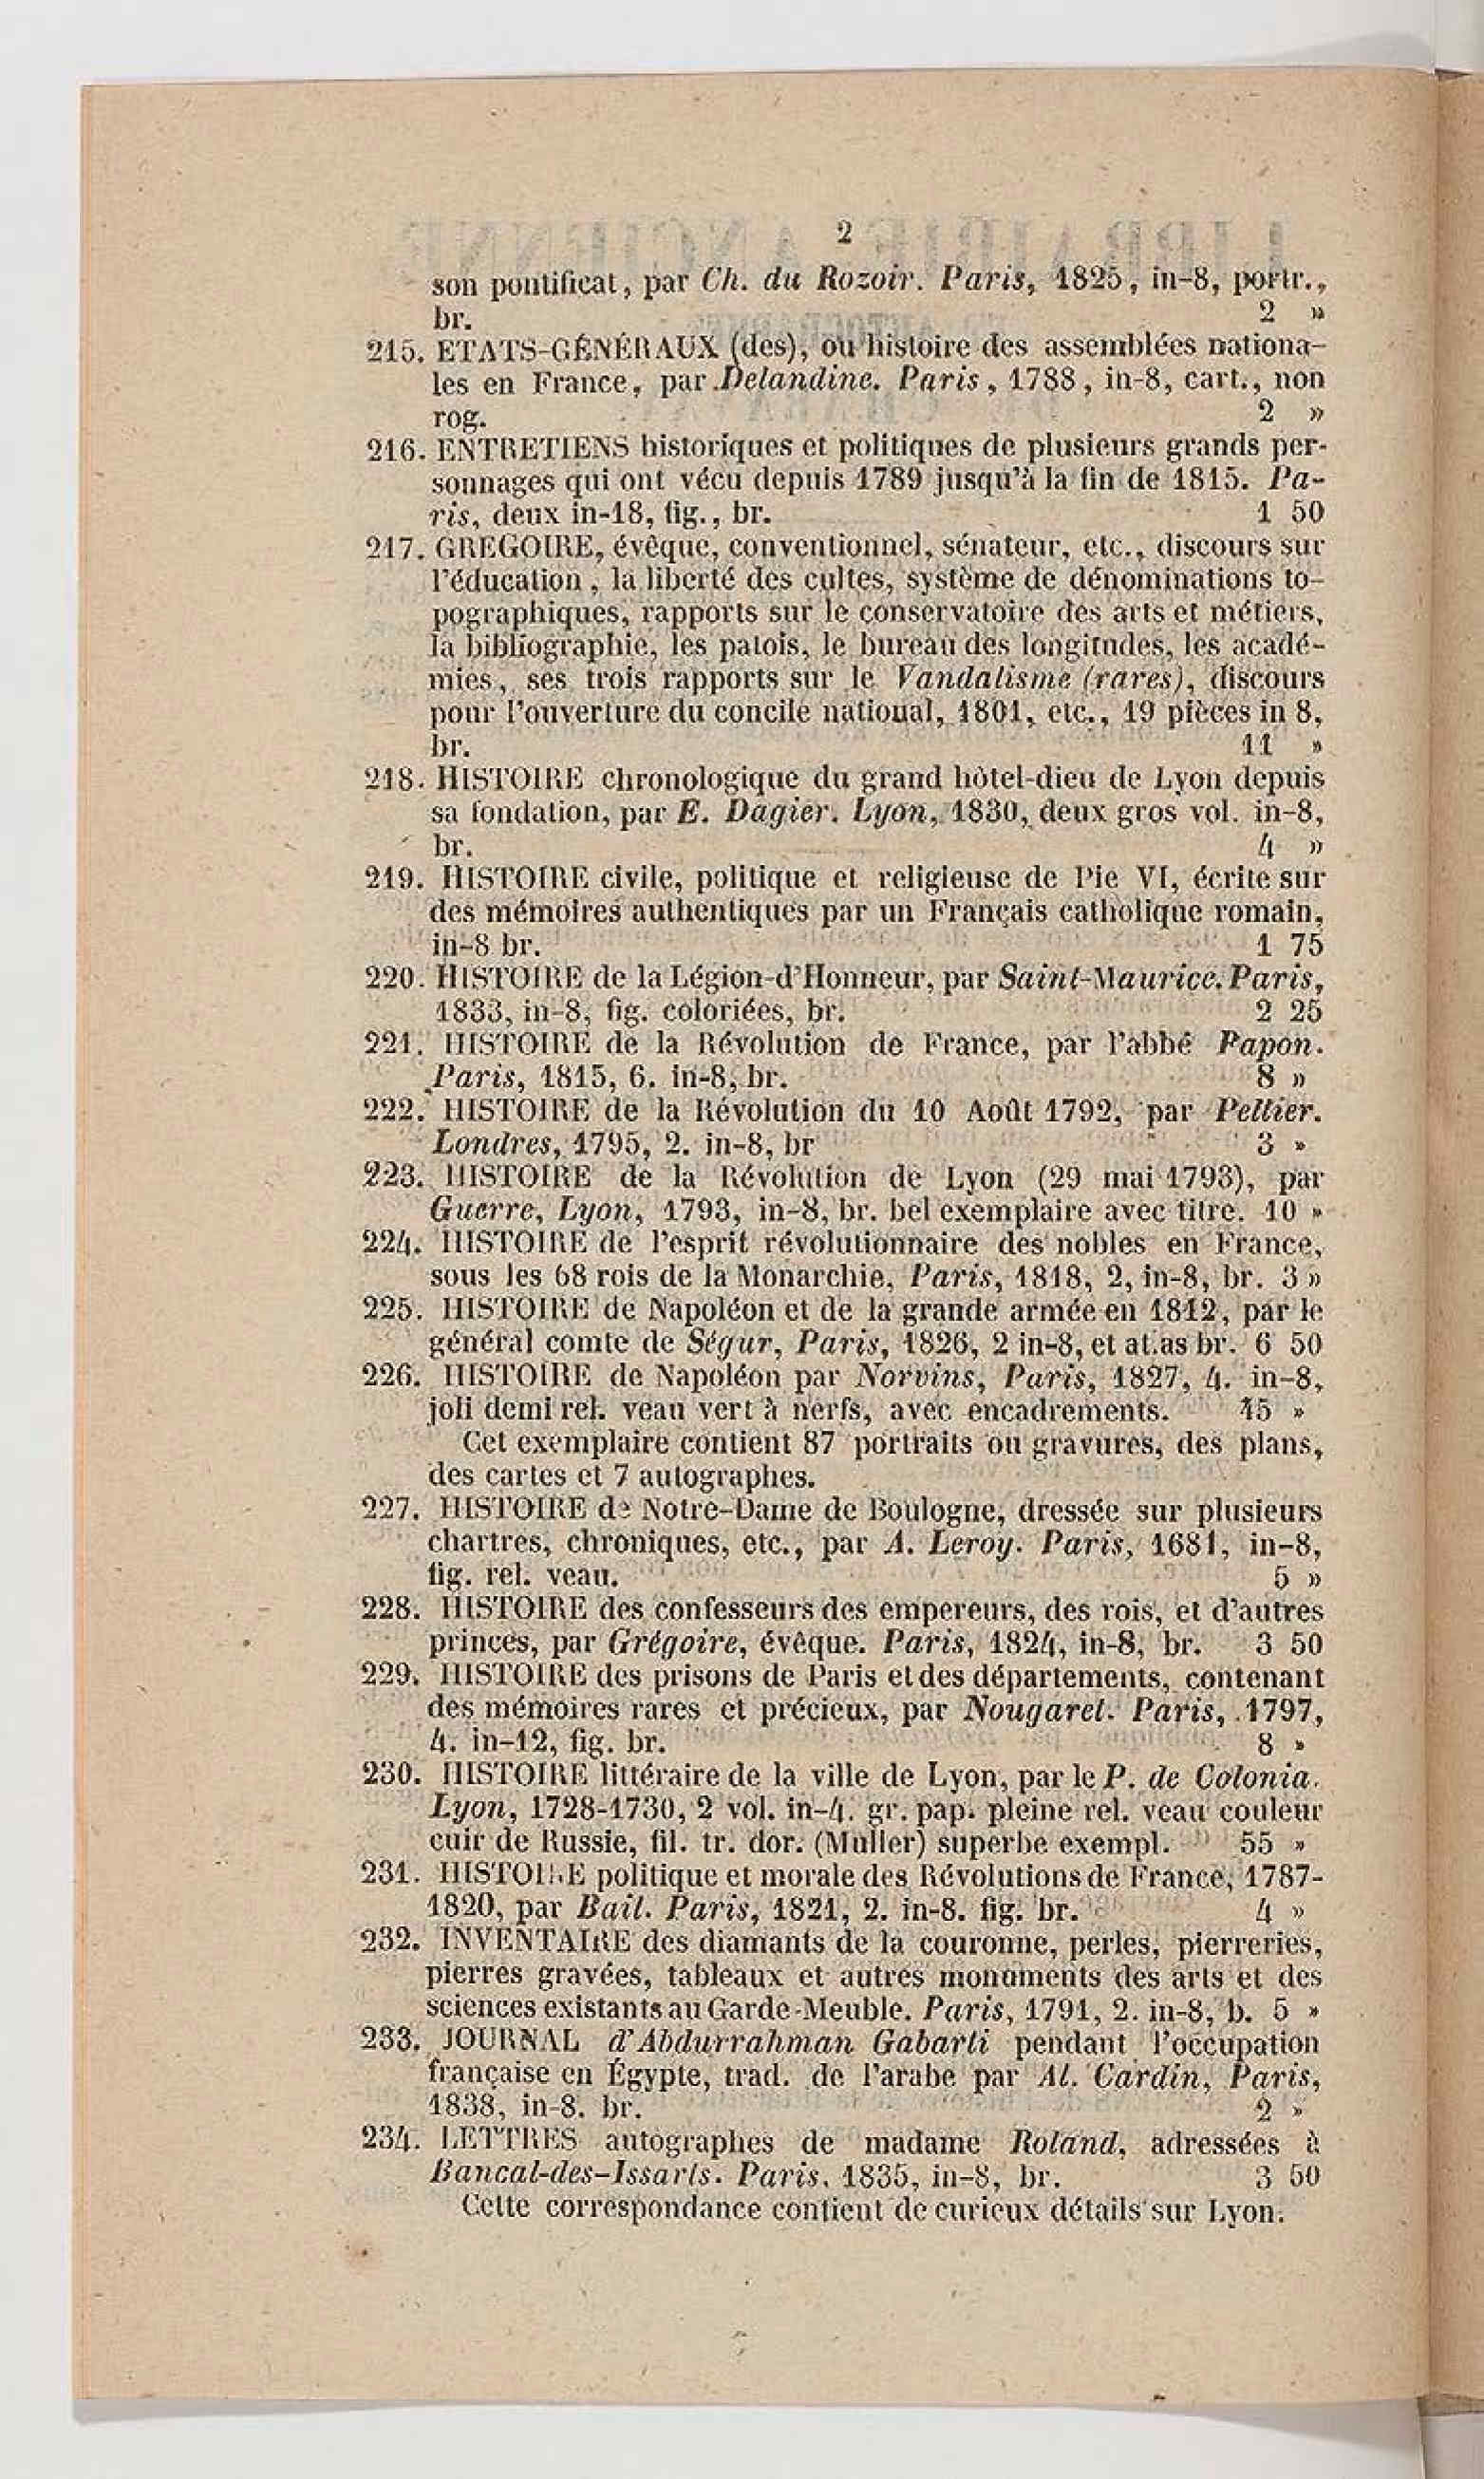 2
son pontificat, par Ch. du Rozoir. Paris, 1825, in-8, portr.,
br. 2 »
215. ETATS-GÉNÉRAUX (des), ou histoire des assemblées nationa-
les en France, par Delandine. Paris, 1788, in-8, cart., non
rog. 2 »
216. ENTRETIENS historiques et politiques de plusieurs grands per-
sonnages qui ont vécu depuis 1789 jusqu'à la fin de 1815. Pa-
ris, deux in-18, fig., br. 1 50
217. GREGOIRE, évêque, conventionnel, sénateur, etc., discours sur
l'éducation, la liberté des cultes, système de dénominations to-
pographiques, rapports sur le conservatoire des arts et métiers,
la bibliographie, les patois, le bureau des longitudes, les acadé-
mies, ses trois rapports sur le Vandalisme (rares), discours
pour l'ouverture du concile national, 1801, etc., 19 pièces in 8,
br. 11 »
218. HISTOIRE chronologique du grand hôtel-dieu de Lyon depuis
sa fondation, par E. Dagier. Lyon, 1830, deux gros vol. in-8,
br. 4 »
219. HISTOIRE civile, politique et religieuse de Pie VI, écrite sur
des mémoires authentiques par un Français catholique romain,
in-8 br. 1 75
220. HISTOIRE de la Légion-d'Honneur, par Saint-Maurice. Paris,
1833, in-8, fig. coloriées, br. 2 25
221. HISTOIRE de la Révolution de France, par l'abbé Papon.
Paris, 1815, 6. in-8, br. 8 »
222. HISTOIRE de la Révolution du 10 Août 1792, par Peltier.
Londres, 1795, 2. in-8, br 3 »
223. HISTOIRE de la Révolution de Lyon (29 mai 1793), par
Guerre, Lyon, 1793, in-8, br. bel exemplaire avec titre. 10 »
224. HISTOIRE de l'esprit révolutionnaire des nobles en France,
sous les 68 rois de la Monarchie, Paris, 1818, 2, in-8, br. 3 »
225. HISTOIRE de Napoléon et de la grande armée en 1812, par le
général comte de Ségur, Paris, 1826, 2 in-8, et atlas br. 6 50
226. HISTOIRE de Napoléon par Norvins, Paris, 1827, 4. in-8,
joli demi rel. veau vert à nerfs, avec encadrements. 15 »
Cet exemplaire contient 87 portraits ou gravures, des plans,
des cartes et 7 autographes.
227. HISTOIRE de Notre-Dame de Boulogne, dressée sur plusieurs
chartres, chroniques, etc., par A. Leroy. Paris, 1681, in-8,
fig. rel. veau. 5 »
228. HISTOIRE des confesseurs des empereurs, des rois, et d'autres
princes, par Grégoire, évêque. Paris, 1824, in-8, br. 3 50
229. HISTOIRE des prisons de Paris et des départements, contenant
des mémoires rares et précieux, par Nougaret. Paris, 1797,
4. in-12, fig. br. 8 »
230. HISTOIRE littéraire de la ville de Lyon, par le P. de Colonia.
Lyon, 1728-1730, 2 vol. in-4. gr. pap. pleine rel. veau couleur
cuir de Russie, fil. tr. dor. (Muller) superbe exempl. 55 »
231. HISTOIRE politique et morale des Révolutions de France, 1787-
1820, par Bail. Paris, 1821, 2. in-8. fig. br. 4 »
232. INVENTAIRE des diamants de la couronne, perles, pierreries,
pierres gravées, tableaux et autres monuments des arts et des
sciences existants au Garde-Meuble. Paris, 1791, 2. in-8, b. 5 »
233. JOURNAL d'Abdurrahman Gabarti pendant l'occupation
française en Égypte, trad. de l'arabe par Al. Cardin, Paris,
1838, in-8. br. 2 »
234. LETTRES autographes de madame Roland, adressées à
Bancal-des-Issarts. Paris, 1835, in-8, br. 3 50
Cette correspondance contient de curieux détails sur Lyon.